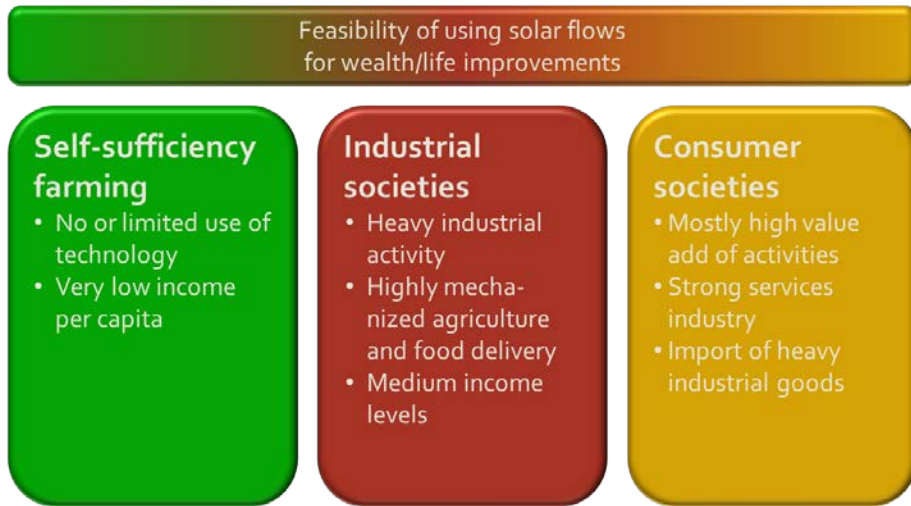 Feasibility of using solar flows
for wealth/life improvements
Self-sufficiency
farming
• No or limited use of
technology
• Very low income
per capita
Industrial
societies
• Heavy industrial
activity
• Highly mecha-
nized agriculture
and food delivery
• Medium income
levels
Consumer
societies
• Mostly high value
add of activities
• Strong services
industry
• Import of heavy
industrial goods